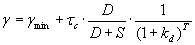 γ = γ_min + τ_c · D / (D + S) · 1 / (1 + k_d)^T